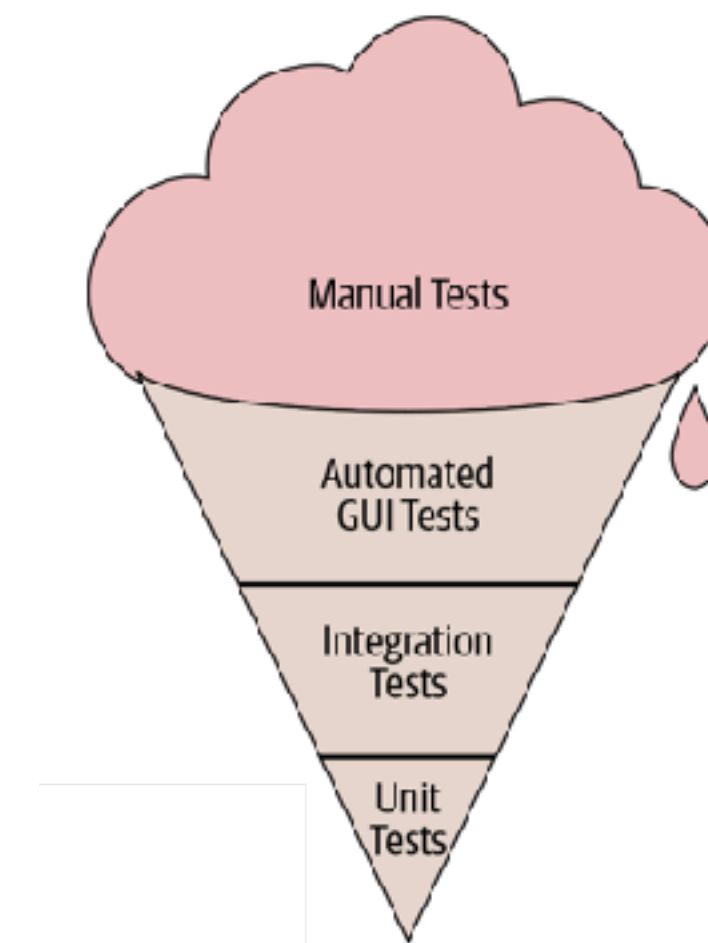 Manual Tests
Automated
GUI Tests
Integration
Tests
Unit
Tests